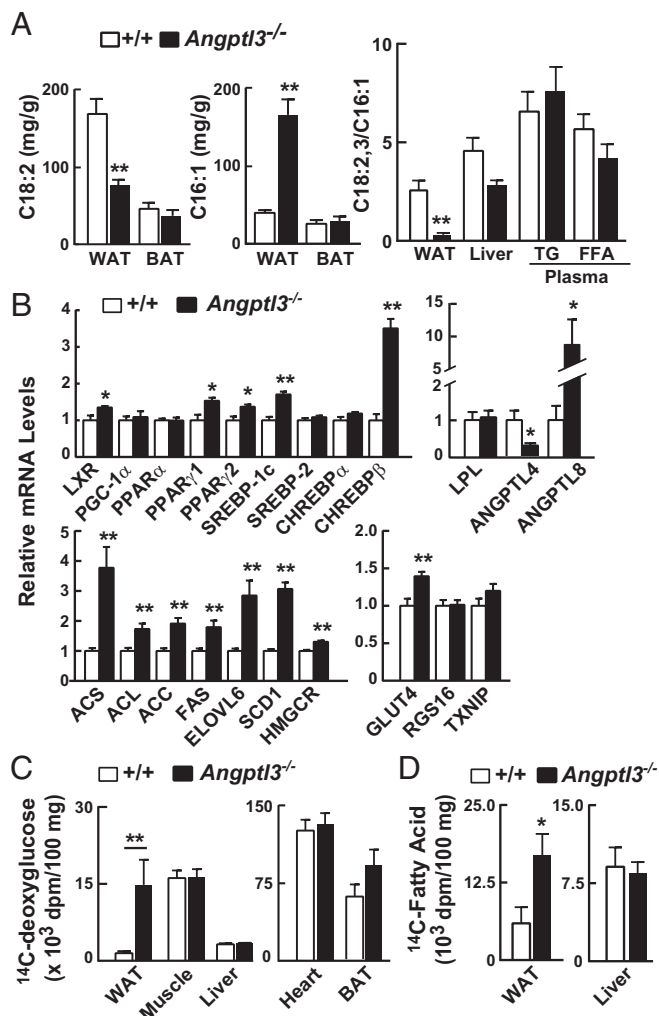 A
+/+ Angptl3-/-
C18:2 (mg/g)
200
100
0
**
WAT BAT
C16:1 (mg/g)
200
100
0
**
WAT BAT
C18:2,3/C16:1
10
5
0
**
WAT Liver TG FFA
Plasma
B
+/+ Angptl3-/-
Relative mRNA Levels
4
3
2
1
0
* * * ** **
LXR PGC-1α PPARα PPARγ1 PPARγ2 SREBP-1c SREBP-2 CHREBPα CHREBPβ
15
10
5
1
0
* *
LPL ANGPTL4 ANGPTL8
5
4
3
2
1
0
** ** ** ** ** ** **
ACS ACL ACC FAS ELOVL6 SCD1 HMGCR
2.0
1.5
1.0
0.5
0
**
GLUT4 RGS16 TXNIP
C
+/+ Angptl3-/-
14C-deoxyglucose
(x 103 dpm/100 mg)
30
15
0
**
WAT Muscle Liver
150
75
0
Heart BAT
D
+/+ Angptl3-/-
14C-Fatty Acid
(103 dpm/100 mg)
25.0
12.5
0
*
WAT
15.0
7.5
0
Liver